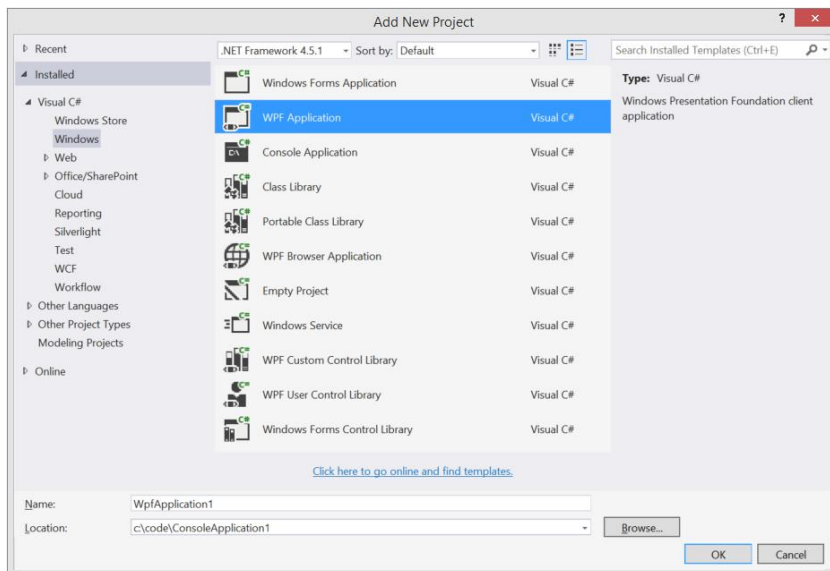 Add New Project
?
Recent
.NET Framework 4.5.1
Sort by: Default
Search Installed Templates (Ctrl+E)
Installed
Visual C#
Windows Store
Windows
Web
Office/SharePoint
Cloud
Reporting
Silverlight
Test
WCF
Workflow
Other Languages
Other Project Types
Modeling Projects
Online
Windows Forms Application Visual C#
WPF Application Visual C#
Console Application Visual C#
Class Library Visual C#
Portable Class Library Visual C#
WPF Browser Application Visual C#
Empty Project Visual C#
Windows Service Visual C#
WPF Custom Control Library Visual C#
WPF User Control Library Visual C#
Windows Forms Control Library Visual C#
Click here to go online and find templates.
Type: Visual C#
Windows Presentation Foundation client
application
Name: WpfApplication1
Location: c:\code\ConsoleApplication1
Browse...
OK Cancel